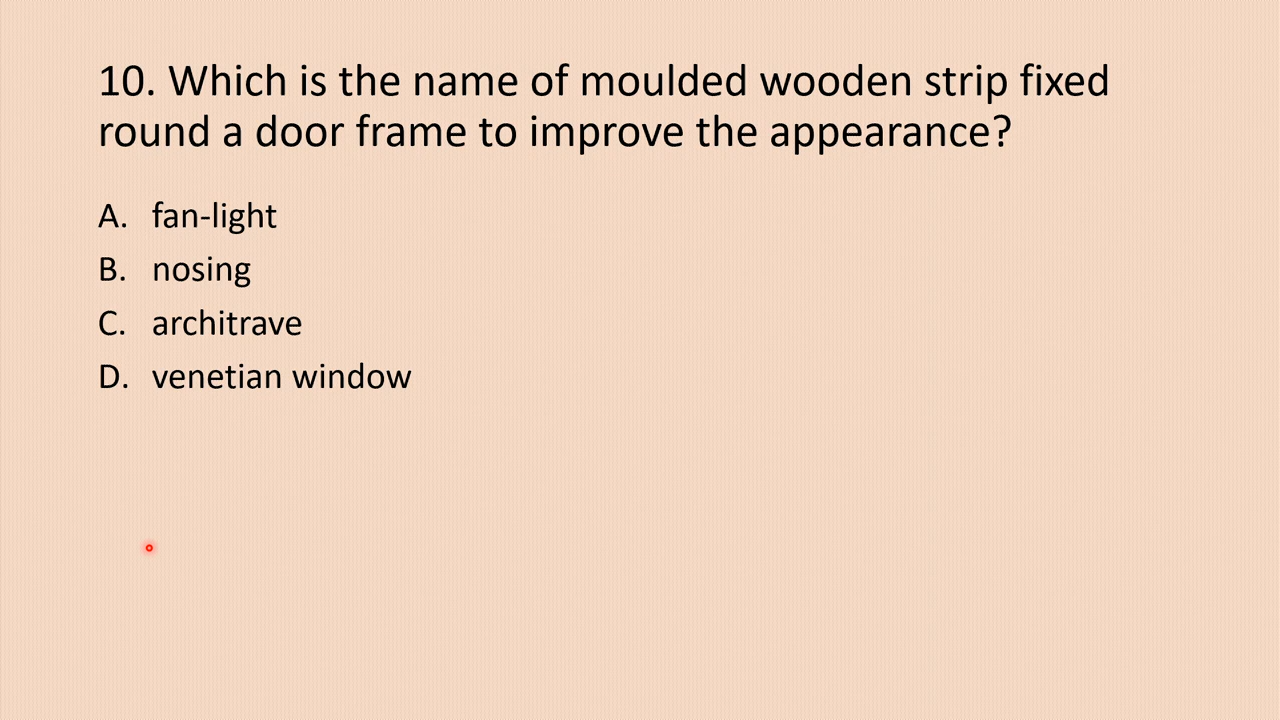 10. Which is the name of moulded wooden strip fixed
round a door frame to improve the appearance?
A. fan-light
B. nosing
C. architrave
D. venetian window